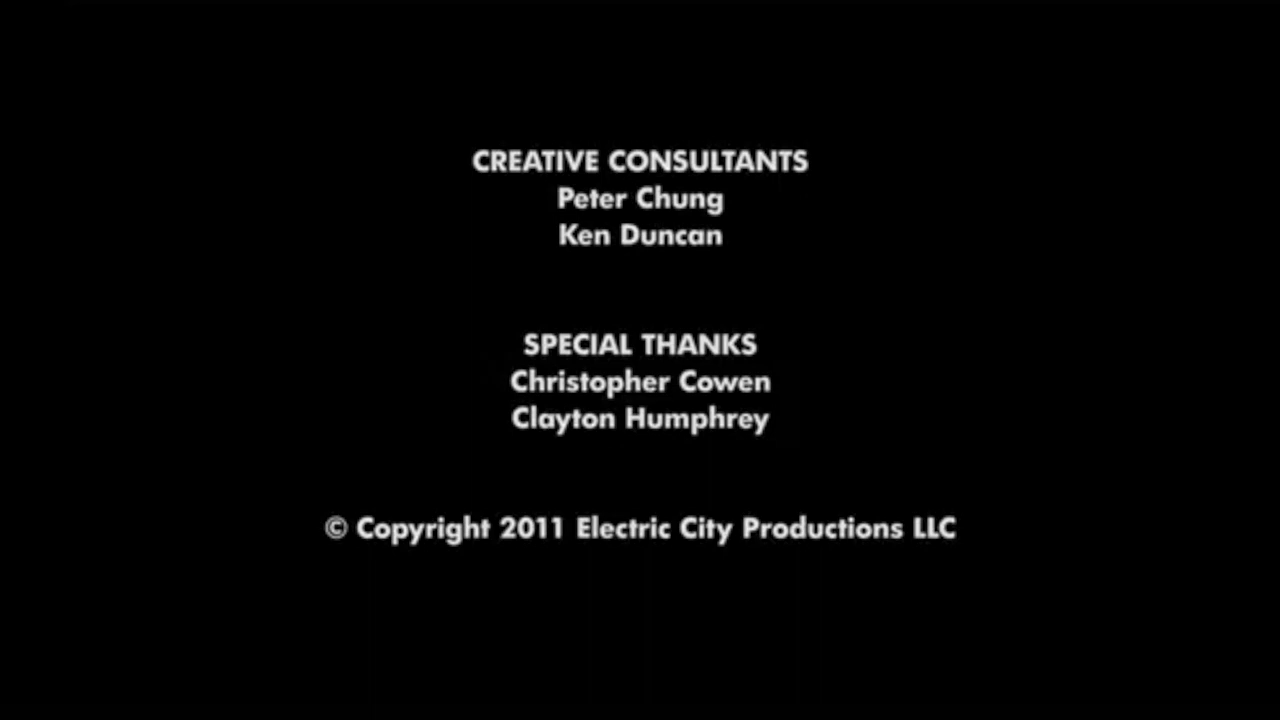 CREATIVE CONSULTANTS
Peter Chung
Ken Duncan
SPECIAL THANKS
Christopher Cowen
Clayton Humphrey
© Copyright 2011 Electric City Productions LLC